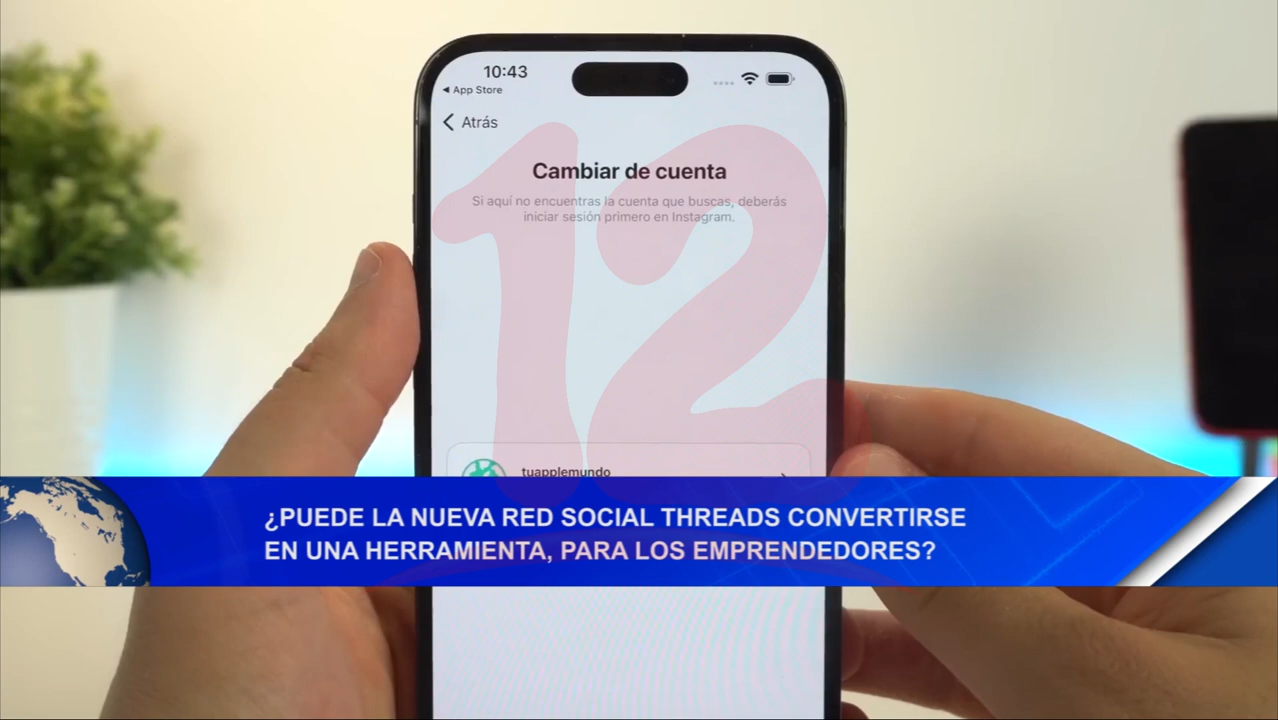 10:43
App Store
Atrás
Cambiar de cuenta
Si aquí no encuentras la cuenta que buscas, deberás
iniciar sesión primero en Instagram.
12
tuapplemundo
¿PUEDE LA NUEVA RED SOCIAL THREADS CONVERTIRSE
EN UNA HERRAMIENTA, PARA LOS EMPRENDEDORES?